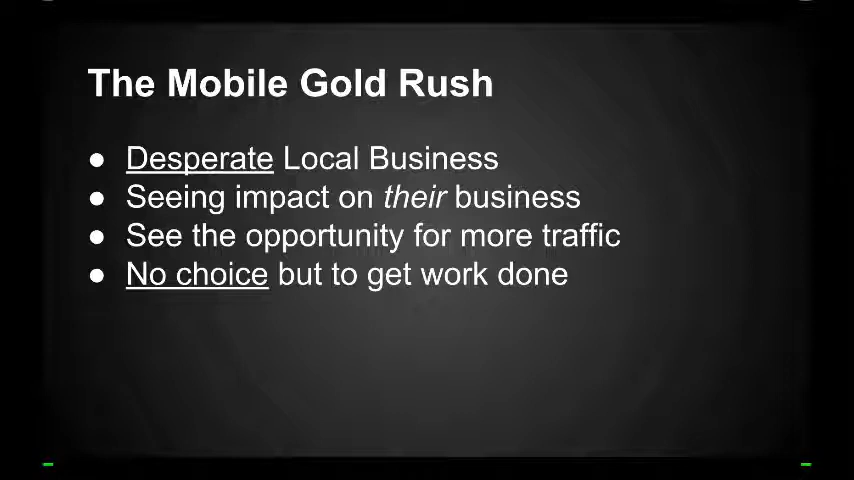 The Mobile Gold Rush
● Desperate Local Business
● Seeing impact on their business
● See the opportunity for more traffic
● No choice but to get work done